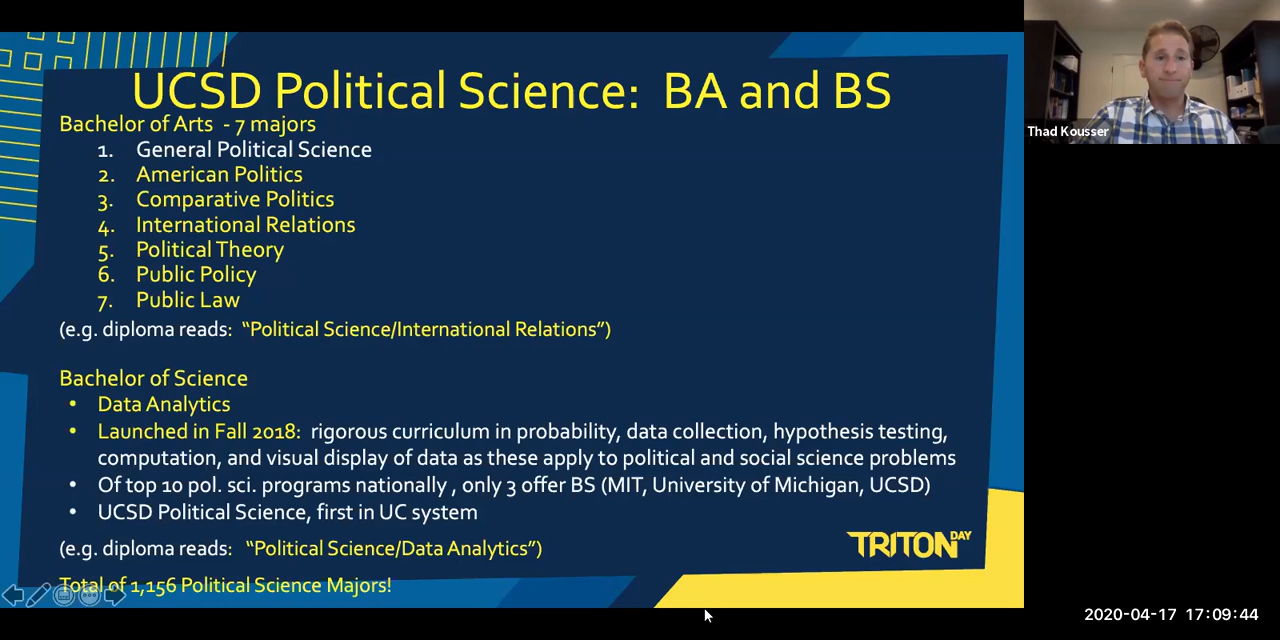 UCSD Political Science:  BA and BS
Bachelor of Arts  - 7 majors
1. General Political Science
2. American Politics
3. Comparative Politics
4. International Relations
5. Political Theory
6. Public Policy
7. Public Law
(e.g. diploma reads:  “Political Science/International Relations”)
Bachelor of Science
• Data Analytics
• Launched in Fall 2018:  rigorous curriculum in probability, data collection, hypothesis testing,
computation, and visual display of data as these apply to political and social science problems
• Of top 10 pol. sci. programs nationally , only 3 offer BS (MIT, University of Michigan, UCSD)
• UCSD Political Science, first in UC system
(e.g. diploma reads:  “Political Science/Data Analytics”)
Total of 1,156 Political Science Majors!
TRITON DAY
Thad Kousser
2020-04-17 17:09:44